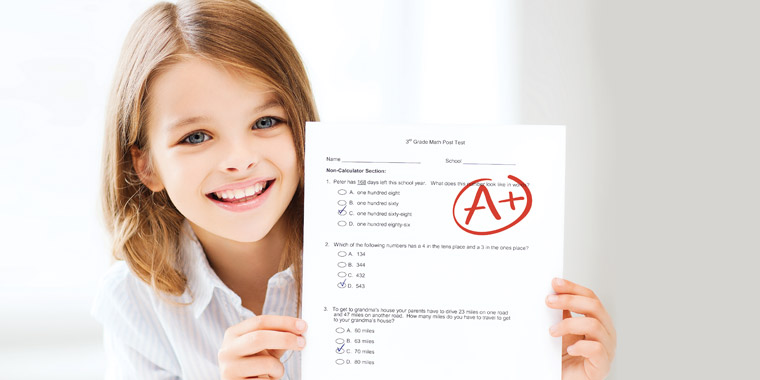 3rd Grade Math Post Test
Name School
Non-Calculator Section:
1. Peter has 168 days left this school year. What does this look like in
A. one hundred eight
B. one hundred sixty
C. one hundred sixty-eight
D. one hundred eighty-six
A+
2. Which of the following numbers has a 4 in the tens place and a 3 in the ones place?
A. 134
B. 344
C. 432
D. 543
3. To get to grandma's house your parents have to drive 23 miles on one road
and 47 miles on another road. How many miles do you have to travel to get
to your grandma's house?
A. 60 miles
B. 63 miles
C. 70 miles
D. 80 miles